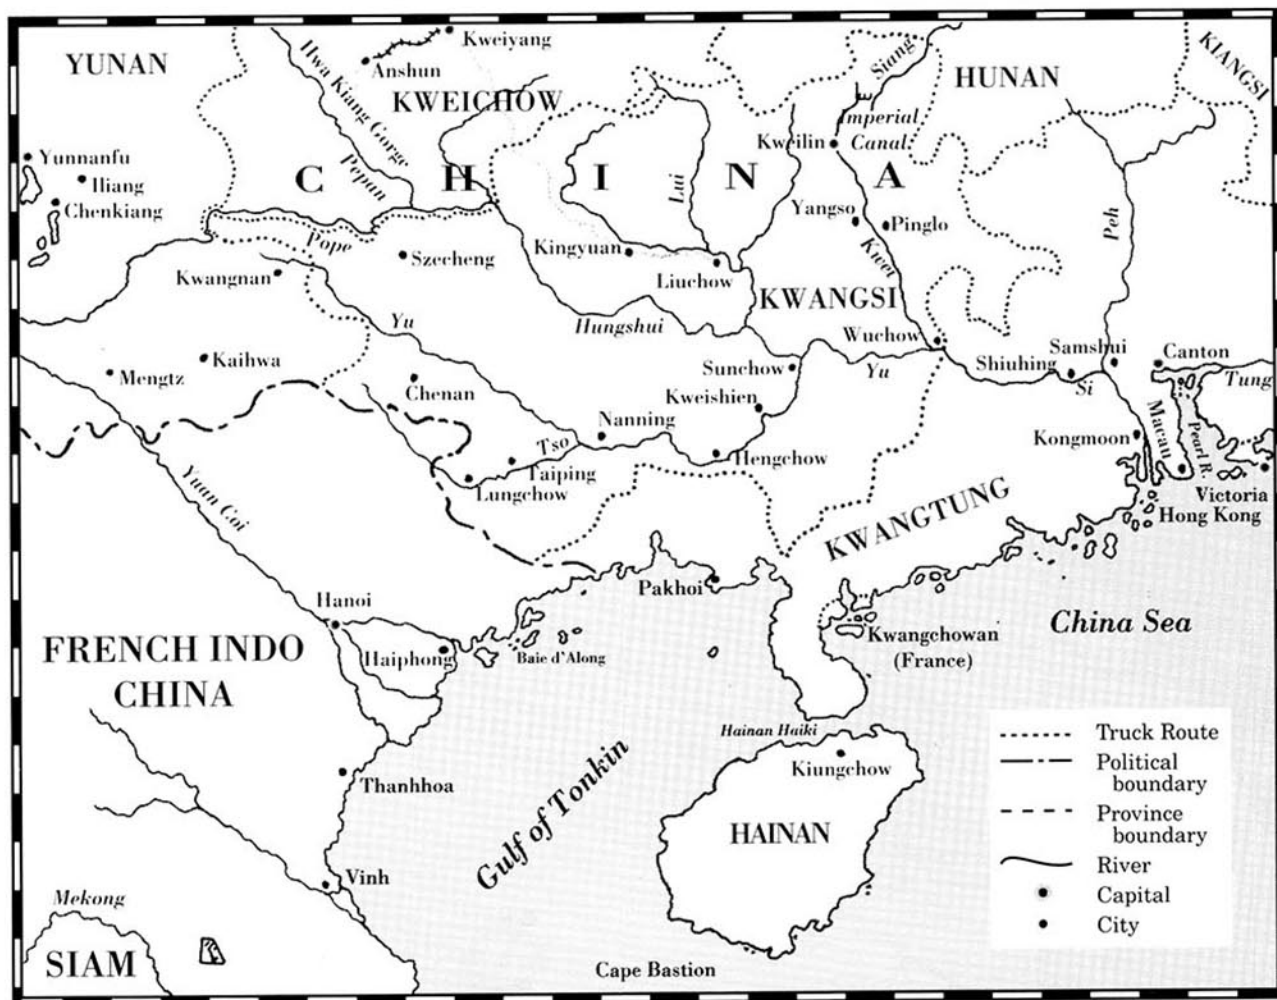 Kweiyang
YUNAN
Anshun
Hwa Kiang Gorge
Siang
HUNAN
KIANGSI
KWEICHOW
Imperial
Canal
Kweilin
Yunnanfu
Iliang
Chenkiang
C H I N A
Pepan
Lui
Peh
Yangso
Pinglo
Pope
Szecheng
Kingyuan
Kwei
Kwangnan
Liuchow
KWANGSI
Yu
Hungshui
Wuchow
Samshui
Canton
Kaihwa
Mengtz
Sunchow
Yu
Shiuhing
Si
Tung
Chenan
Kweishien
Nanning
Tso
Kongmoon
Macau
Pearl R.
Taiping
Hengchow
Lungchow
Yuan Coi
Victoria
Hong Kong
KWANGTUNG
Pakhoi
Hanoi
China Sea
FRENCH INDO
CHINA
Haiphong
Baie d'Along
Kwangchowan
(France)
Hainan Haiki
Kiungchow
Thanhhoa
Gulf of Tonkin
HAINAN
Vinh
Mekong
SIAM
Cape Bastion
Truck Route
Political
boundary
Province
boundary
River
Capital
City